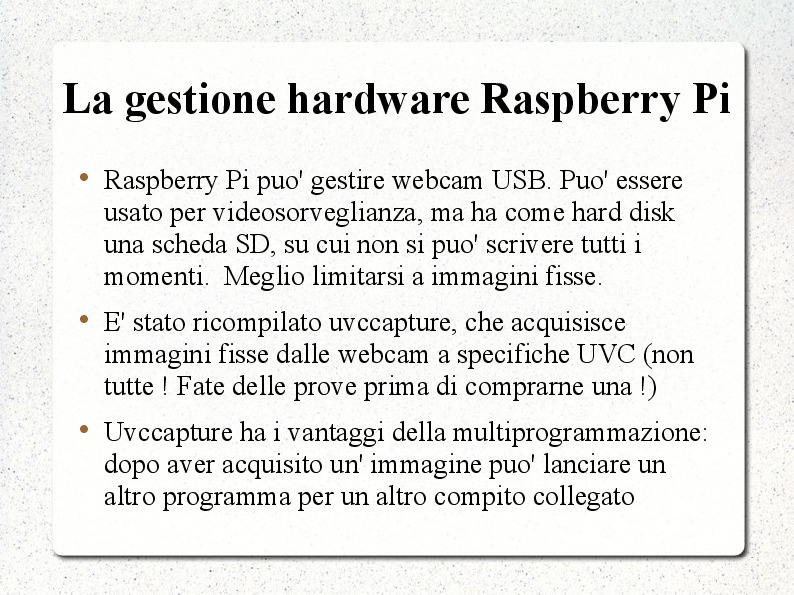 La gestione hardware Raspberry Pi
Raspberry Pi puo' gestire webcam USB. Puo' essere
usato per videosorveglianza, ma ha come hard disk
una scheda SD, su cui non si puo' scrivere tutti i
momenti.  Meglio limitarsi a immagini fisse.
E' stato ricompilato uvccapture, che acquisisce
immagini fisse dalle webcam a specifiche UVC (non
tutte ! Fate delle prove prima di comprarne una !)
Uvccapture ha i vantaggi della multiprogrammazione:
dopo aver acquisito un' immagine puo' lanciare un
altro programma per un altro compito collegato